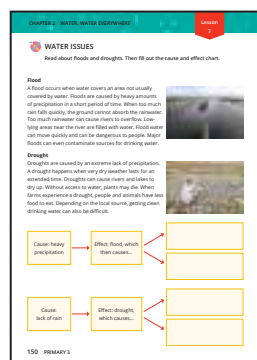 CHAPTER 2 WATER, WATER EVERYWHERE
Lesson
7
WATER ISSUES
Read about floods and droughts. Then fill out the cause and effect chart.
Flood
A flood occurs when water covers an area not usually
covered by water. Floods are caused by heavy amounts
of precipitation in a short period of time. When too much
rain falls quickly, the ground cannot absorb the rainwater.
Too much rainwater can cause rivers to overflow. Low-
lying areas near the river are filled with water. Flood water
can move quickly and can be dangerous to people. Major
floods can even contaminate sources for drinking water.
Drought
Droughts are caused by an extreme lack of precipitation.
A drought happens when very dry weather lasts for an
extended time. Droughts can cause rivers and lakes to
dry up. Without access to water, plants may die. When
farms experience a drought, people and animals have less
food to eat. Depending on the local source, getting clean
drinking water can also be difficult.
Cause: heavy
precipitation
Effect: flood, which
then causes...
Cause:
lack of rain
Effect: drought,
which causes...
150 PRIMARY 3